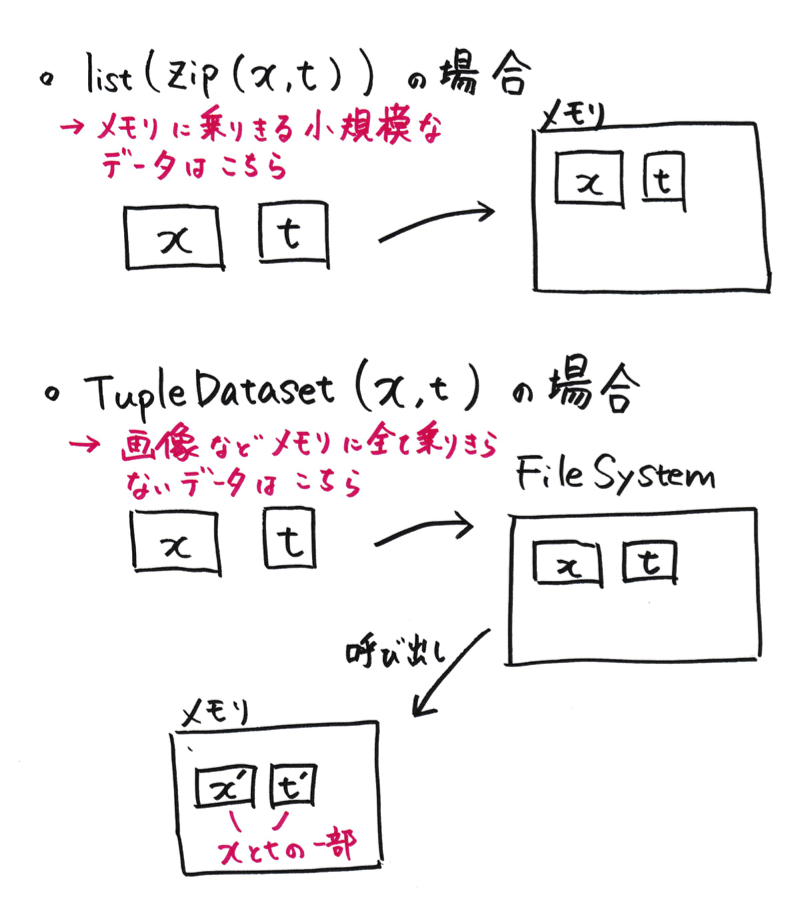 ○ list(zip(x,t)) の場合
→ メモリに乗りきる小規模な
データはこちら
メモリ
x t
x t
○ TupleDataset(x,t) の場合
→ 画像などメモリに全て乗りきら
ないデータはこちら
FileSystem
x t
x t
呼び出し
メモリ
x' t'
xとtの一部